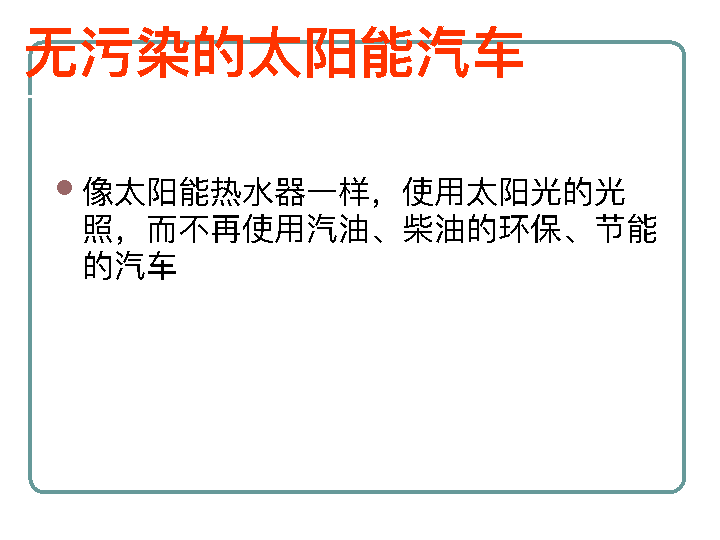 无污染的太阳能汽车
像太阳能热水器一样，使用太阳光的光
照，而不再使用汽油、柴油的环保、节能
的汽车